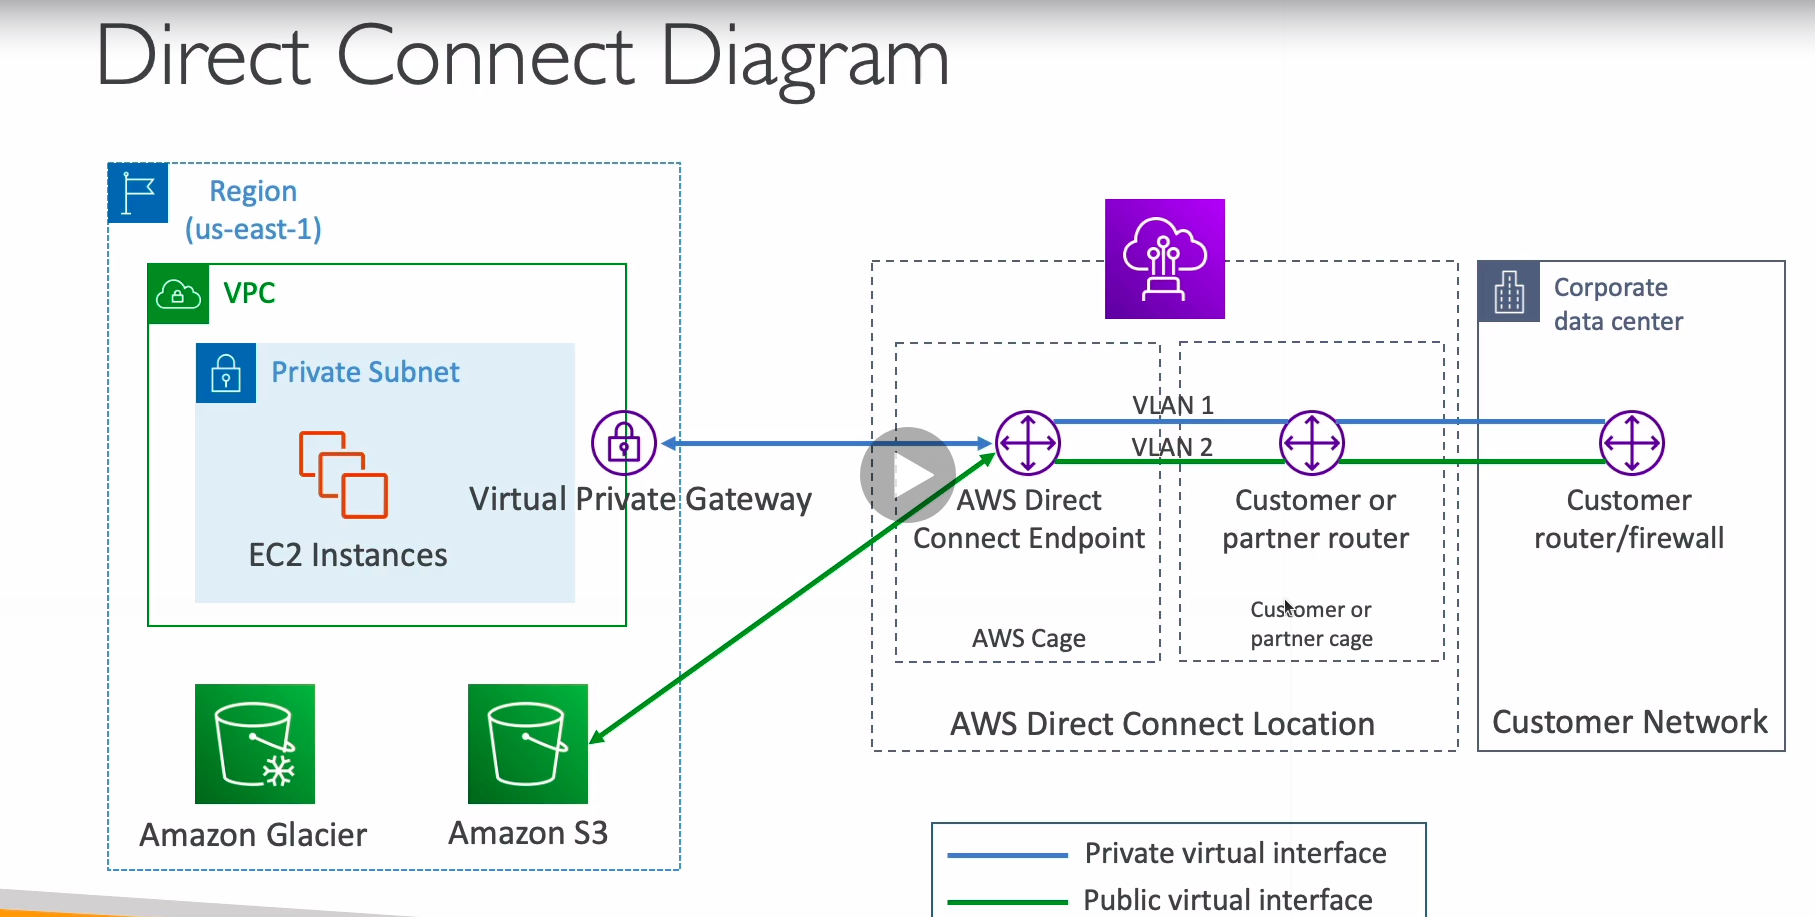 Direct Connect Diagram
Region
(us-east-1)
VPC
Private Subnet
EC2 Instances
Virtual Private Gateway
Amazon Glacier
Amazon S3
VLAN 1
VLAN 2
AWS Direct
Connect Endpoint
AWS Cage
Customer or
partner router
Customer or
partner cage
AWS Direct Connect Location
Corporate
data center
Customer
router/firewall
Customer Network
Private virtual interface
Public virtual interface